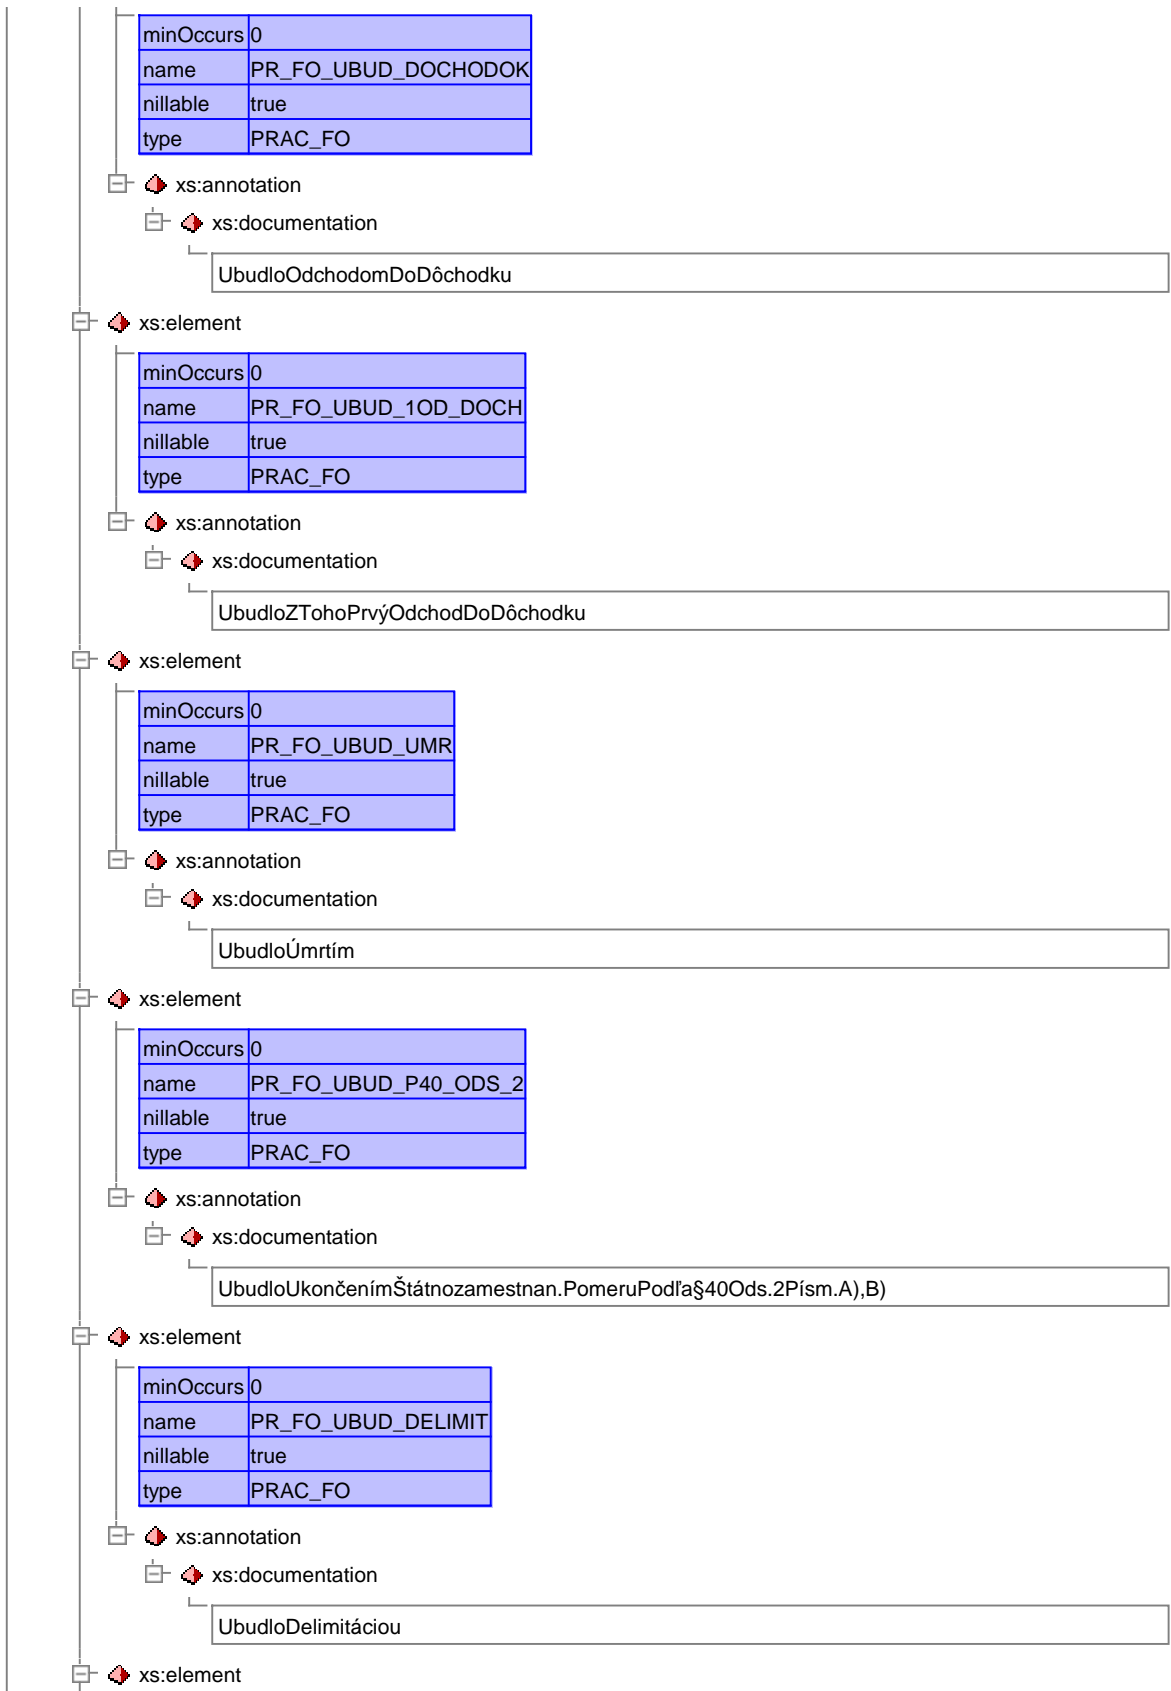 minOccurs 0
name PR_FO_UBUD_DOCHODOK
nillable true
type PRAC_FO
xs:annotation
xs:documentation
UbudloOdchodomDoDôchodku
xs:element
minOccurs 0
name PR_FO_UBUD_1OD_DOCH
nillable true
type PRAC_FO
xs:annotation
xs:documentation
UbudloZTohoPrvýOdchodDoDôchodku
xs:element
minOccurs 0
name PR_FO_UBUD_UMR
nillable true
type PRAC_FO
xs:annotation
xs:documentation
UbudloÚmrtím
xs:element
minOccurs 0
name PR_FO_UBUD_P40_ODS_2
nillable true
type PRAC_FO
xs:annotation
xs:documentation
UbudloUkončenímŠtátnozamestnan.PomeruPodľa§40Ods.2Písm.A),B)
xs:element
minOccurs 0
name PR_FO_UBUD_DELIMIT
nillable true
type PRAC_FO
xs:annotation
xs:documentation
UbudloDelimitáciou
xs:element